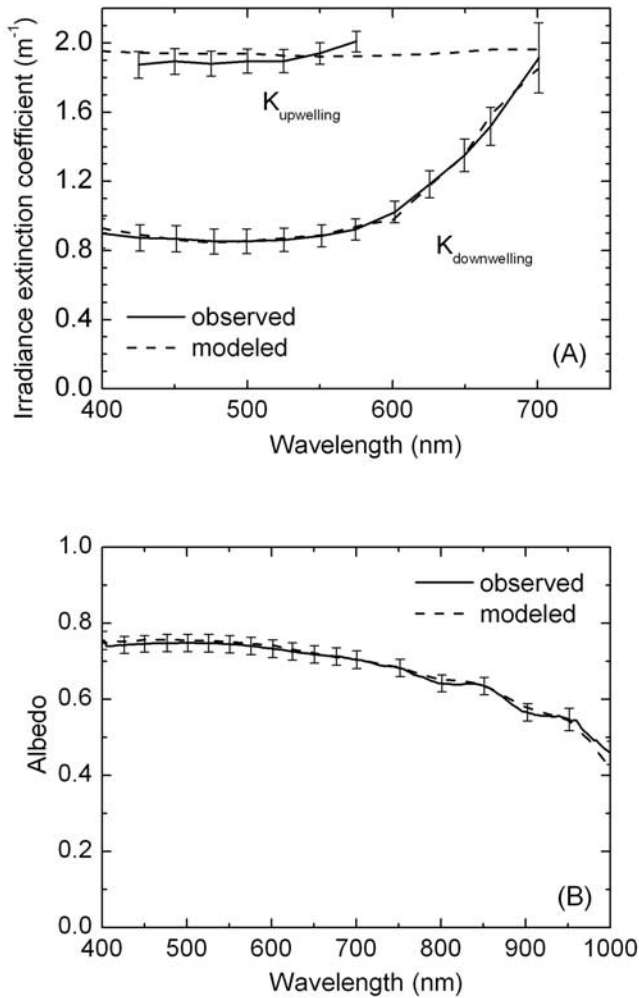 2.0
1.6
1.2
0.8
0.4
0.0
Irradiance extinction coefficient (m⁻¹)
K_upwelling
K_downwelling
observed
modeled
(A)
400 500 600 700
Wavelength (nm)
1.0
0.8
0.6
0.4
0.2
0.0
Albedo
observed
modeled
(B)
400 500 600 700 800 900 1000
Wavelength (nm)